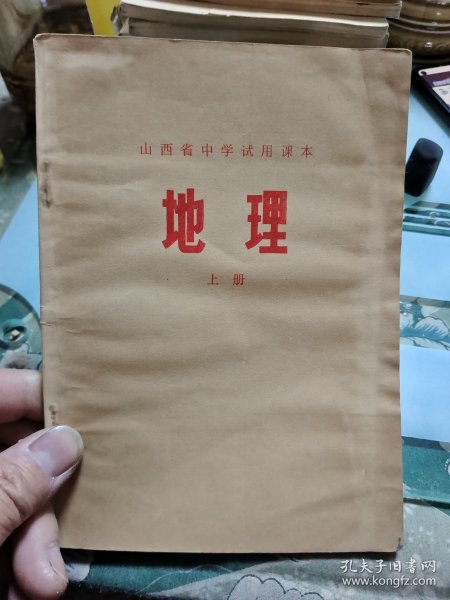 山西省中学试用课本
地理
上册
孔夫子旧书网
www.kongfz.com